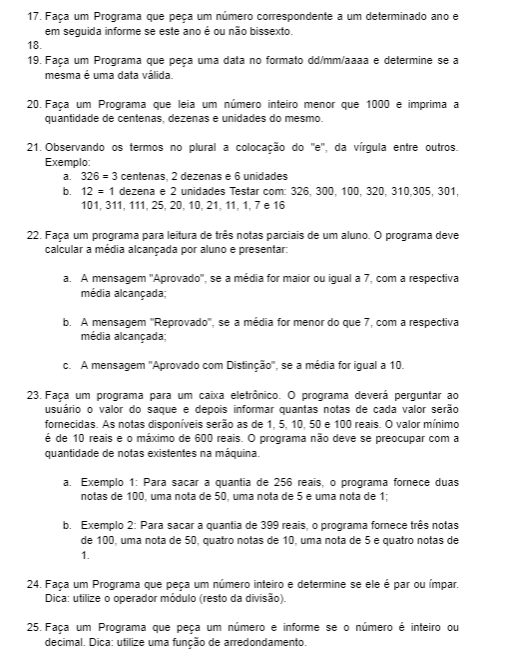 17. Faça um Programa que peça um número correspondente a um determinado ano e
em seguida informe se este ano é ou não bissexto.
18.
19. Faça um Programa que peça uma data no formato dd/mm/aaaa e determine se a
mesma é uma data válida.
20. Faça um Programa que leia um número inteiro menor que 1000 e imprima a
quantidade de centenas, dezenas e unidades do mesmo.
21. Observando os termos no plural a colocação do "e", da vírgula entre outros.
Exemplo:
a. 326 = 3 centenas, 2 dezenas e 6 unidades
b. 12 = 1 dezena e 2 unidades Testar com: 326, 300, 100, 320, 310,305, 301,
101, 311, 111, 25, 20, 10, 21, 11, 1, 7 e 16
22. Faça um programa para leitura de três notas parciais de um aluno. O programa deve
calcular a média alcançada por aluno e presentar:
a. A mensagem "Aprovado", se a média for maior ou igual a 7, com a respectiva
média alcançada;
b. A mensagem "Reprovado", se a média for menor do que 7, com a respectiva
média alcançada;
c. A mensagem "Aprovado com Distinção", se a média for igual a 10.
23. Faça um programa para um caixa eletrônico. O programa deverá perguntar ao
usuário o valor do saque e depois informar quantas notas de cada valor serão
fornecidas. As notas disponíveis serão as de 1, 5, 10, 50 e 100 reais. O valor mínimo
é de 10 reais e o máximo de 600 reais. O programa não deve se preocupar com a
quantidade de notas existentes na máquina.
a. Exemplo 1: Para sacar a quantia de 256 reais, o programa fornece duas
notas de 100, uma nota de 50, uma nota de 5 e uma nota de 1;
b. Exemplo 2: Para sacar a quantia de 399 reais, o programa fornece três notas
de 100, uma nota de 50, quatro notas de 10, uma nota de 5 e quatro notas de
1.
24. Faça um Programa que peça um número inteiro e determine se ele é par ou ímpar.
Dica: utilize o operador módulo (resto da divisão).
25. Faça um Programa que peça um número e informe se o número é inteiro ou
decimal. Dica: utilize uma função de arredondamento.